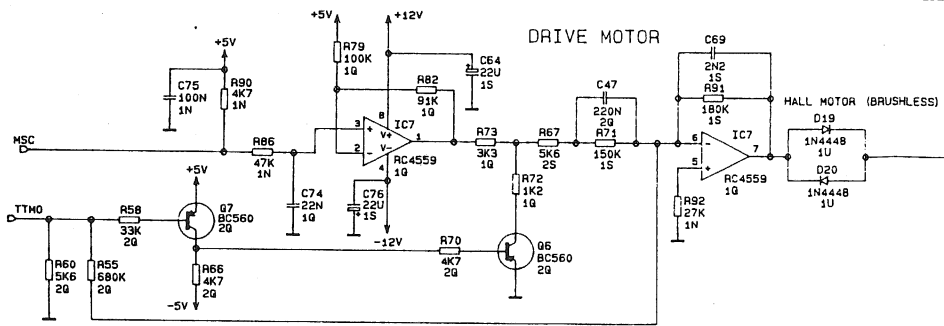 +5V
+12V
DRIVE MOTOR
+5V
R79
100K
1Q
C64
22U
1S
C69
2N2
1S
C75
100N
1N
R90
4K7
1N
R82
91K
1Q
C47
220N
2Q
R91
180K
1S
HALL MOTOR (BRUSHLESS)
MSC
R86
47K
1N
8
3
+
V+
IC7
1
2
-
V-
4
RC4559
1Q
R73
3K3
1Q
R67
5K6
2S
R71
150K
1S
6
-
IC7
7
5
+
RC4559
1Q
D19
1N4448
1U
D20
1N4448
1U
+5V
C74
22N
1Q
C76
22U
1S
-12V
R72
1K2
1Q
R92
27K
1N
TTMO
R58
33K
2Q
Q7
BC560
2Q
R70
4K7
2Q
Q6
BC560
2Q
R60
5K6
2Q
R55
680K
2Q
R66
4K7
2Q
-5V